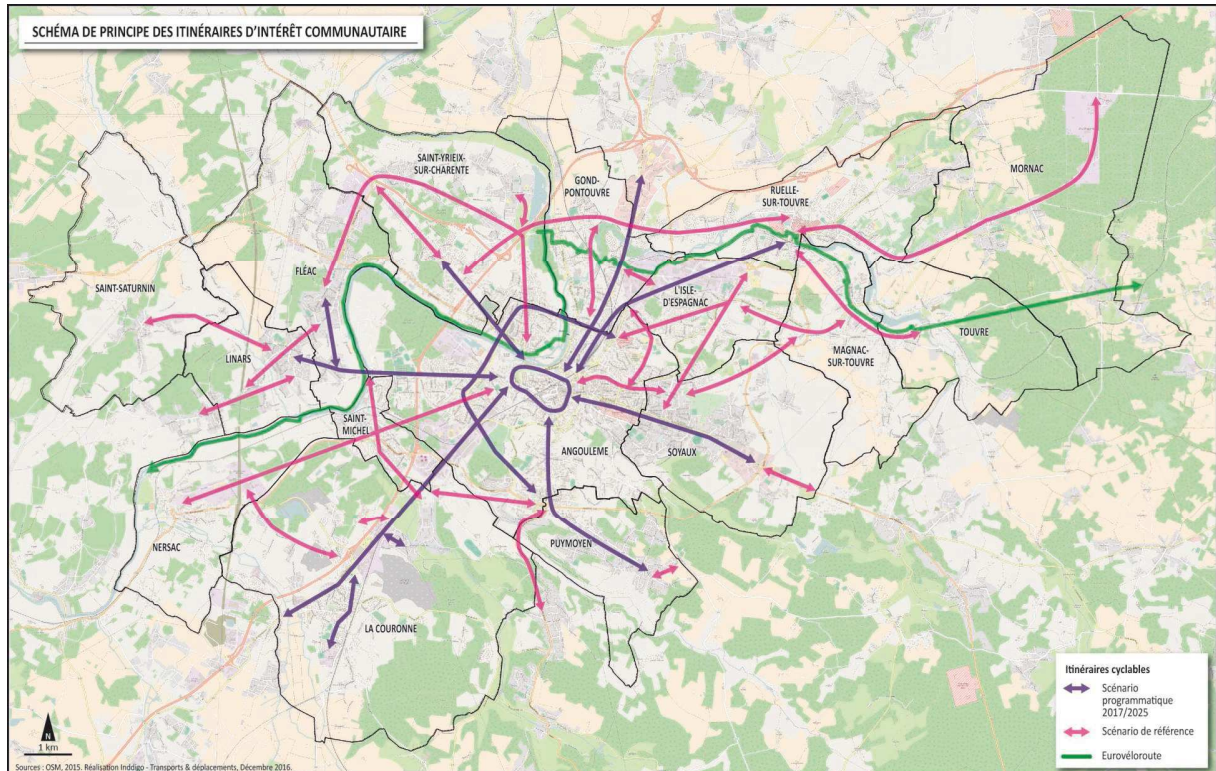 SCHÉMA DE PRINCIPE DES ITINÉRAIRES D'INTÉRÊT COMMUNAUTAIRE
SAINT-YRIEIX-
SUR-CHARENTE
GOND-
PONTOUVRE
RUELLE-
SUR-TOUVRE
MORNAC
FLÉAC
SAINT-SATURNIN
L'ISLE-
D'ESPAGNAC
TOUVRE
LINARS
MAGNAC-
SUR-TOUVRE
SAINT-
MICHEL
ANGOULEME
SOYAUX
NERSAC
PUYMOYEN
LA COURONNE
Itinéraires cyclables
Scénario
programmatique
2017/2025
Scénario de référence
Eurovéloroute
N
1 km
Sources : OSM, 2015. Réalisation Inddigo - Transports & déplacements, Décembre 2016.